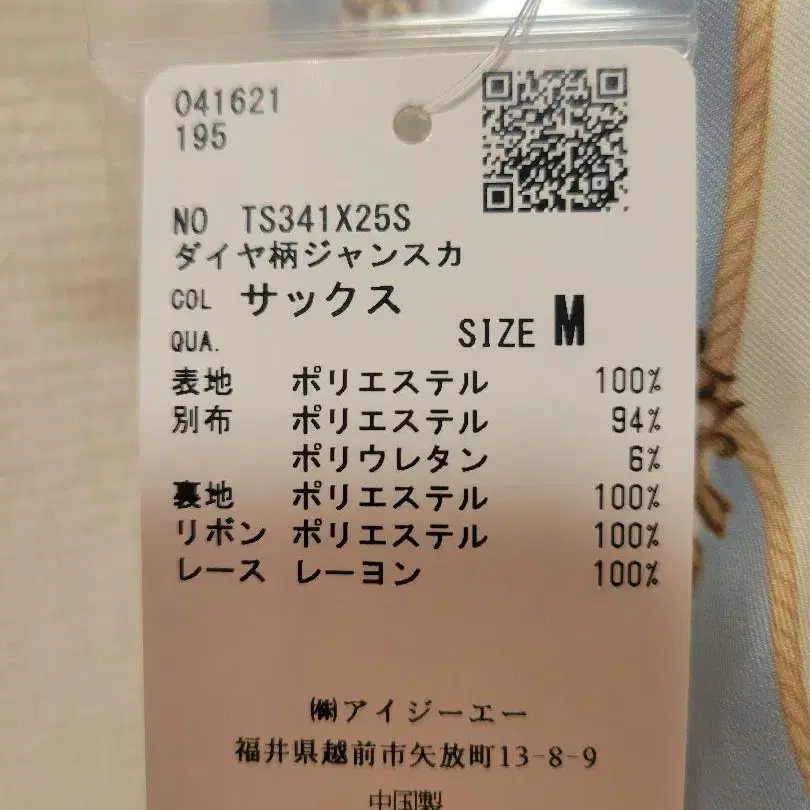 041621
195
NO TS341X25S
ダイヤ柄ジャンスカ
COL サックス
QUA. SIZE M
表地 ポリエステル 100%
別布 ポリエステル 94%
ポリウレタン 6%
裏地 ポリエステル 100%
リボン ポリエステル 100%
レース レーヨン 100%
㈱アイジーエー
福井県越前市矢放町13-8-9
中国製